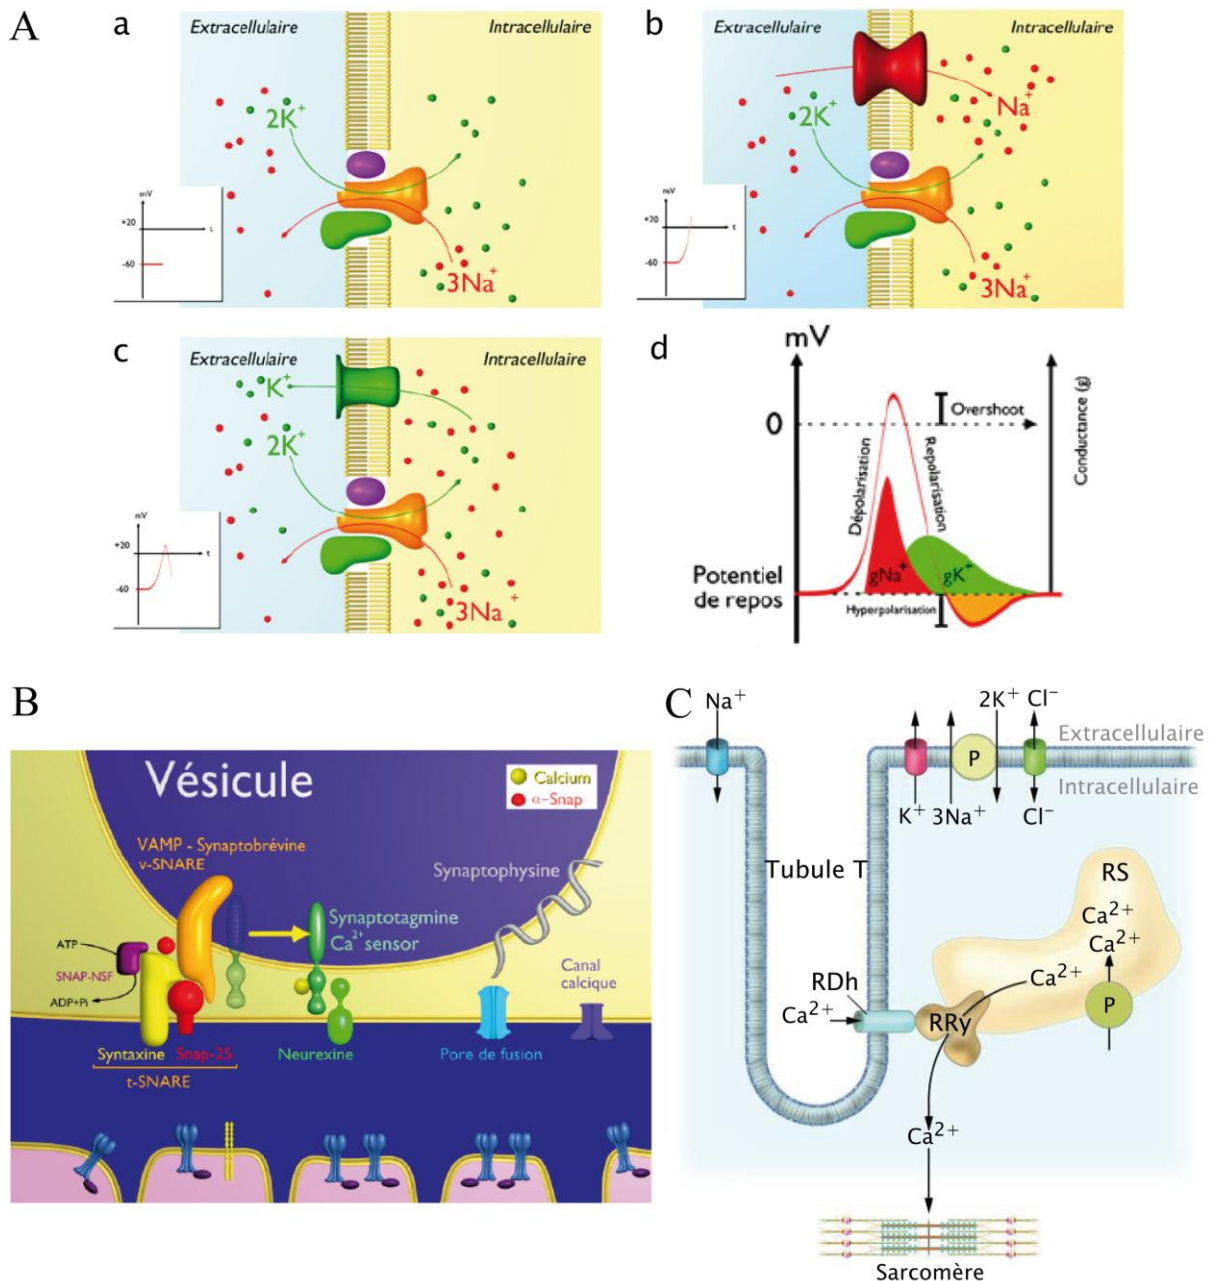 A
a
Extracellulaire
Intracellulaire
2K+
3Na+
mV
+20
t
-60
b
Extracellulaire
Intracellulaire
Na+
2K+
3Na+
mV
+20
t
-60
c
Extracellulaire
Intracellulaire
K+
2K+
3Na+
mV
+20
t
-60
d
mV
0
Overshoot
Dépolarisation
Repolarisation
Conductance (g)
gNa+
gK+
Potentiel
de repos
Hyperpolarisation
B
Vésicule
Calcium
α-Snap
VAMP - Synaptobrévine
v-SNARE
Synaptophysine
Synaptotagmine
Ca2+ sensor
ATP
SNAP-NSF
ADP+Pi
Canal
calcique
Syntaxine
Snap-25
Neurexine
Pore de fusion
t-SNARE
C
Na+
2K+
Cl−
Extracellulaire
P
Intracellulaire
K+
3Na+
Cl−
Tubule T
RS
Ca2+
Ca2+
Ca2+
RDh
Ca2+
RRy
P
Ca2+
Sarcomère